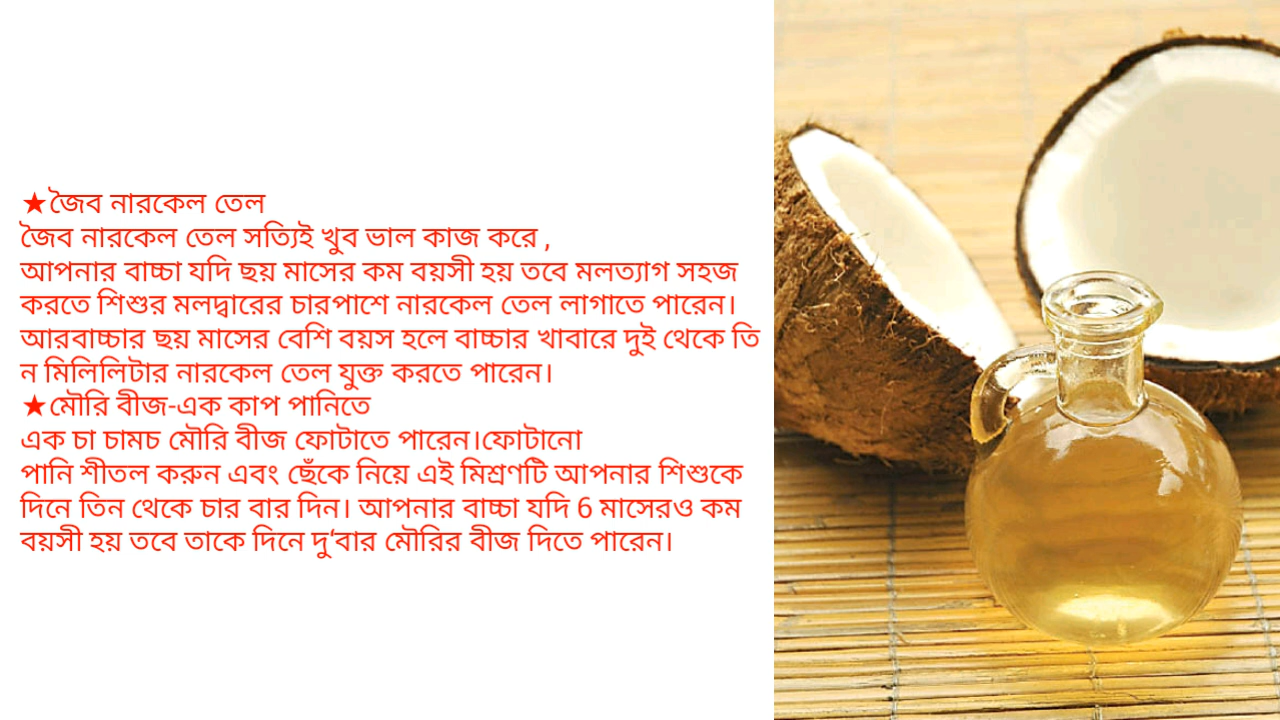 ★জৈব নারকেল তেল
জৈব নারকেল তেল সত্যিই খুব ভাল কাজ করে ,
আপনার বাচ্চা যদি ছয় মাসের কম বয়সী হয় তবে মলত্যাগ সহজ
করতে শিশুর মলদ্বারের চারপাশে নারকেল তেল লাগাতে পারেন।
আরবাচ্চার ছয় মাসের বেশি বয়স হলে বাচ্চার খাবারে দুই থেকে তি
ন মিলিলিটার নারকেল তেল যুক্ত করতে পারেন।
★মৌরি বীজ-এক কাপ পানিতে
এক চা চামচ মৌরি বীজ ফোটাতে পারেন।ফোটানো
পানি শীতল করুন এবং ছেঁকে নিয়ে এই মিশ্রণটি আপনার শিশুকে
দিনে তিন থেকে চার বার দিন। আপনার বাচ্চা যদি 6 মাসেরও কম
বয়সী হয় তবে তাকে দিনে দু‘বার মৌরির বীজ দিতে পারেন।